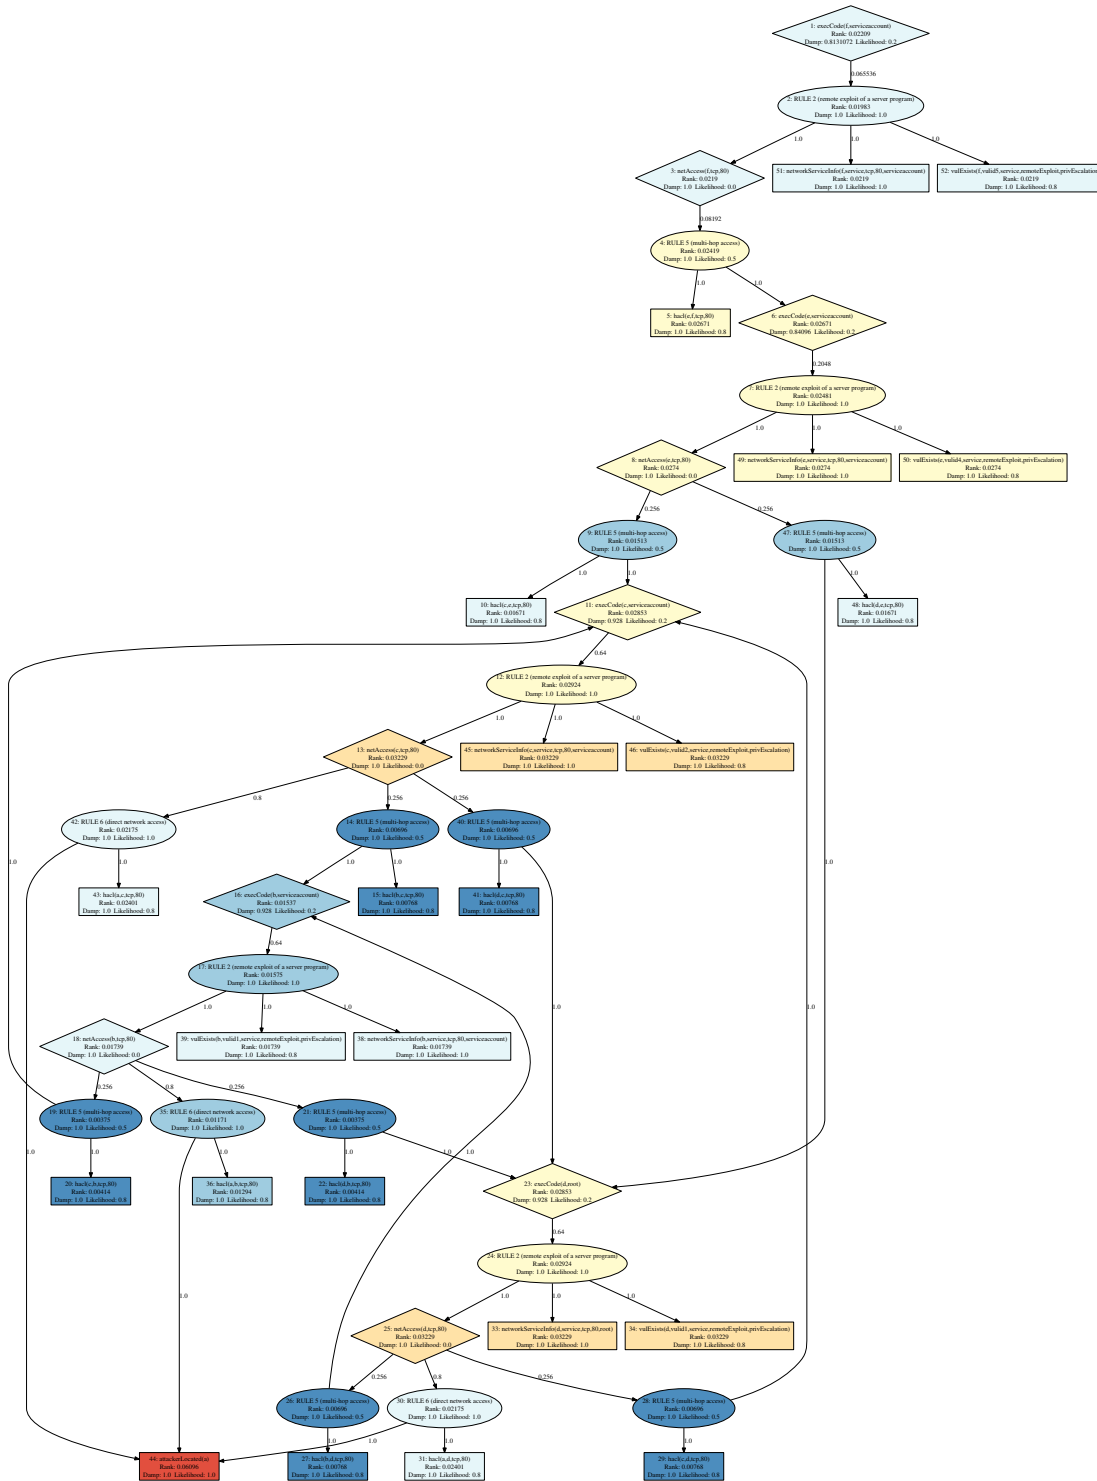 1: execCode(f,serviceaccount)
Rank: 0.02209
Damp: 0.8131072 Likelihood: 0.2
0.065536
2: RULE 2 (remote exploit of a server program)
Rank: 0.01983
Damp: 1.0 Likelihood: 1.0
1.0
1.0
1.0
3: netAccess(f,tcp,80)
Rank: 0.0219
Damp: 1.0 Likelihood: 0.0
51: networkServiceInfo(f,service,tcp,80,serviceaccount)
Rank: 0.0219
Damp: 1.0 Likelihood: 1.0
52: vulExists(f,vulid5,service,remoteExploit,privEscalation
Rank: 0.0219
Damp: 1.0 Likelihood: 0.8
0.08192
4: RULE 5 (multi-hop access)
Rank: 0.02419
Damp: 1.0 Likelihood: 0.5
1.0
1.0
5: hacl(e,f,tcp,80)
Rank: 0.02671
Damp: 1.0 Likelihood: 0.8
6: execCode(e,serviceaccount)
Rank: 0.02671
Damp: 0.84096 Likelihood: 0.2
0.2048
7: RULE 2 (remote exploit of a server program)
Rank: 0.02481
Damp: 1.0 Likelihood: 1.0
1.0
1.0
1.0
8: netAccess(e,tcp,80)
Rank: 0.0274
Damp: 1.0 Likelihood: 0.0
49: networkServiceInfo(e,service,tcp,80,serviceaccount)
Rank: 0.0274
Damp: 1.0 Likelihood: 1.0
50: vulExists(e,vulid4,service,remoteExploit,privEscalation)
Rank: 0.0274
Damp: 1.0 Likelihood: 0.8
0.256
0.256
9: RULE 5 (multi-hop access)
Rank: 0.01513
Damp: 1.0 Likelihood: 0.5
47: RULE 5 (multi-hop access)
Rank: 0.01513
Damp: 1.0 Likelihood: 0.5
1.0
1.0
1.0
10: hacl(c,e,tcp,80)
Rank: 0.01671
Damp: 1.0 Likelihood: 0.8
11: execCode(c,serviceaccount)
Rank: 0.02853
Damp: 0.928 Likelihood: 0.2
48: hacl(d,e,tcp,80)
Rank: 0.01671
Damp: 1.0 Likelihood: 0.8
0.64
12: RULE 2 (remote exploit of a server program)
Rank: 0.02924
Damp: 1.0 Likelihood: 1.0
1.0
1.0
1.0
13: netAccess(c,tcp,80)
Rank: 0.03229
Damp: 1.0 Likelihood: 0.0
45: networkServiceInfo(c,service,tcp,80,serviceaccount)
Rank: 0.03229
Damp: 1.0 Likelihood: 1.0
46: vulExists(c,vulid2,service,remoteExploit,privEscalation)
Rank: 0.03229
Damp: 1.0 Likelihood: 0.8
0.8
0.256
0.256
42: RULE 6 (direct network access)
Rank: 0.02175
Damp: 1.0 Likelihood: 1.0
14: RULE 5 (multi-hop access)
Rank: 0.00696
Damp: 1.0 Likelihood: 0.5
40: RULE 5 (multi-hop access)
Rank: 0.00696
Damp: 1.0 Likelihood: 0.5
1.0
1.0
1.0
1.0
1.0
1.0
43: hacl(a,c,tcp,80)
Rank: 0.02401
Damp: 1.0 Likelihood: 0.8
16: execCode(b,serviceaccount)
Rank: 0.01537
Damp: 0.928 Likelihood: 0.2
15: hacl(b,c,tcp,80)
Rank: 0.00768
Damp: 1.0 Likelihood: 0.8
41: hacl(d,c,tcp,80)
Rank: 0.00768
Damp: 1.0 Likelihood: 0.8
0.64
17: RULE 2 (remote exploit of a server program)
Rank: 0.01575
Damp: 1.0 Likelihood: 1.0
1.0
1.0
1.0
1.0
1.0
18: netAccess(b,tcp,80)
Rank: 0.01739
Damp: 1.0 Likelihood: 0.0
39: vulExists(b,vulid1,service,remoteExploit,privEscalation)
Rank: 0.01739
Damp: 1.0 Likelihood: 0.8
38: networkServiceInfo(b,service,tcp,80,serviceaccount)
Rank: 0.01739
Damp: 1.0 Likelihood: 1.0
0.256
0.8
0.256
19: RULE 5 (multi-hop access)
Rank: 0.00375
Damp: 1.0 Likelihood: 0.5
35: RULE 6 (direct network access)
Rank: 0.01171
Damp: 1.0 Likelihood: 1.0
21: RULE 5 (multi-hop access)
Rank: 0.00375
Damp: 1.0 Likelihood: 0.5
1.0
1.0
1.0
1.0
1.0
1.0
20: hacl(c,b,tcp,80)
Rank: 0.00414
Damp: 1.0 Likelihood: 0.8
36: hacl(a,b,tcp,80)
Rank: 0.01294
Damp: 1.0 Likelihood: 0.8
22: hacl(d,b,tcp,80)
Rank: 0.00414
Damp: 1.0 Likelihood: 0.8
23: execCode(d,root)
Rank: 0.02853
Damp: 0.928 Likelihood: 0.2
0.64
24: RULE 2 (remote exploit of a server program)
Rank: 0.02924
Damp: 1.0 Likelihood: 1.0
1.0
1.0
1.0
1.0
1.0
25: netAccess(d,tcp,80)
Rank: 0.03229
Damp: 1.0 Likelihood: 0.0
33: networkServiceInfo(d,service,tcp,80,root)
Rank: 0.03229
Damp: 1.0 Likelihood: 1.0
34: vulExists(d,vulid1,service,remoteExploit,privEscalation)
Rank: 0.03229
Damp: 1.0 Likelihood: 0.8
0.256
0.8
0.256
26: RULE 5 (multi-hop access)
Rank: 0.00696
Damp: 1.0 Likelihood: 0.5
30: RULE 6 (direct network access)
Rank: 0.02175
Damp: 1.0 Likelihood: 1.0
28: RULE 5 (multi-hop access)
Rank: 0.00696
Damp: 1.0 Likelihood: 0.5
1.0
1.0
1.0
1.0
44: attackerLocated(a)
Rank: 0.06096
Damp: 1.0 Likelihood: 1.0
27: hacl(b,d,tcp,80)
Rank: 0.00768
Damp: 1.0 Likelihood: 0.8
31: hacl(a,d,tcp,80)
Rank: 0.02401
Damp: 1.0 Likelihood: 0.8
29: hacl(c,d,tcp,80)
Rank: 0.00768
Damp: 1.0 Likelihood: 0.8